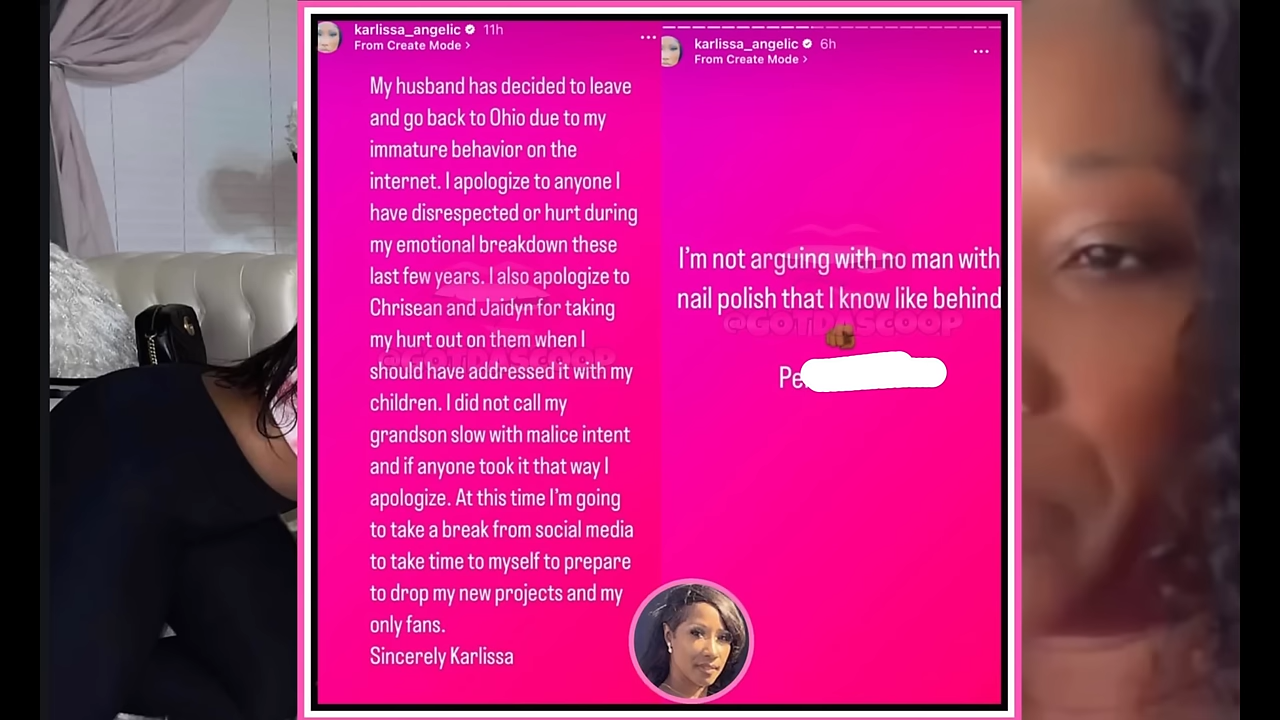 karlissa_angelic 11h
From Create Mode >
My husband has decided to leave
and go back to Ohio due to my
immature behavior on the
internet. I apologize to anyone I
have disrespected or hurt during
my emotional breakdown these
last few years. I also apologize to
Chrisean and Jaidyn for taking
my hurt out on them when I
should have addressed it with my
children. I did not call my
grandson slow with malice intent
and if anyone took it that way I
apologize. At this time I'm going
to take a break from social media
to take time to myself to prepare
to drop my new projects and my
only fans.
Sincerely Karlissa
@GOTDASCOOP
karlissa_angelic 6h
From Create Mode >
I'm not arguing with no man with
nail polish that I know like behind
@GOTDASCOOP